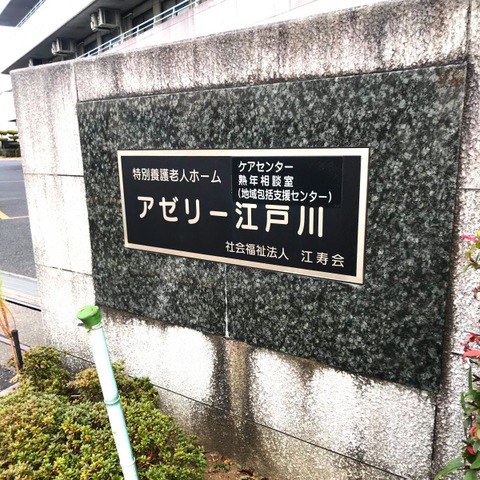 特別養護老人ホーム
ケアセンター
熟年相談室
(地域包括支援センター)
アゼリー江戸川
社会福祉法人 江寿会